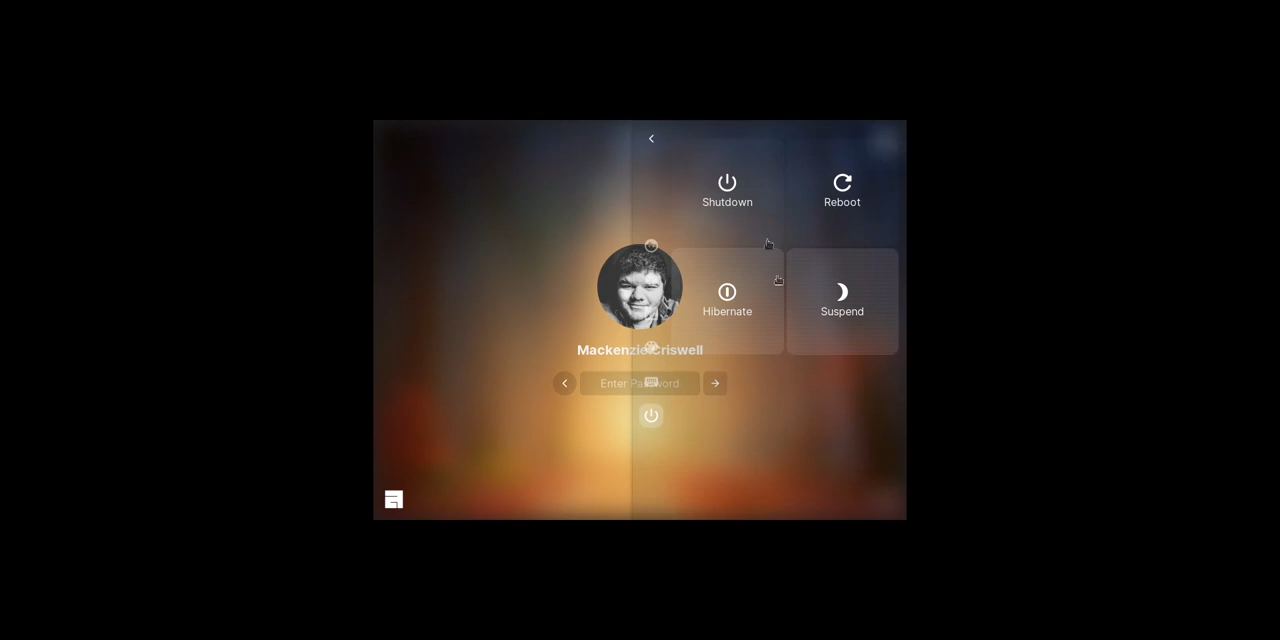 Shutdown
Reboot
Hibernate
Suspend
Mackenzie Criswell
Enter Password